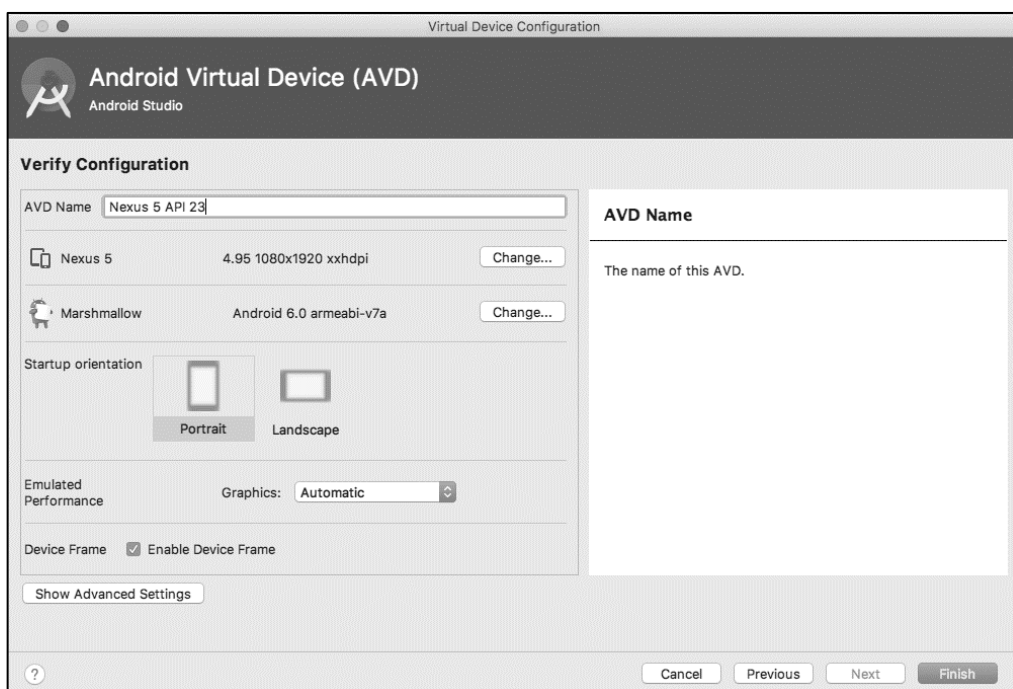 Virtual Device Configuration
Android Virtual Device (AVD)
Android Studio
Verify Configuration
AVD Name Nexus 5 API 23
Nexus 5 4.95 1080x1920 xxhdpi Change...
Marshmallow Android 6.0 armeabi-v7a Change...
Startup orientation
Portrait Landscape
Emulated
Performance
Graphics: Automatic
Device Frame Enable Device Frame
Show Advanced Settings
AVD Name
The name of this AVD.
? Cancel Previous Next Finish